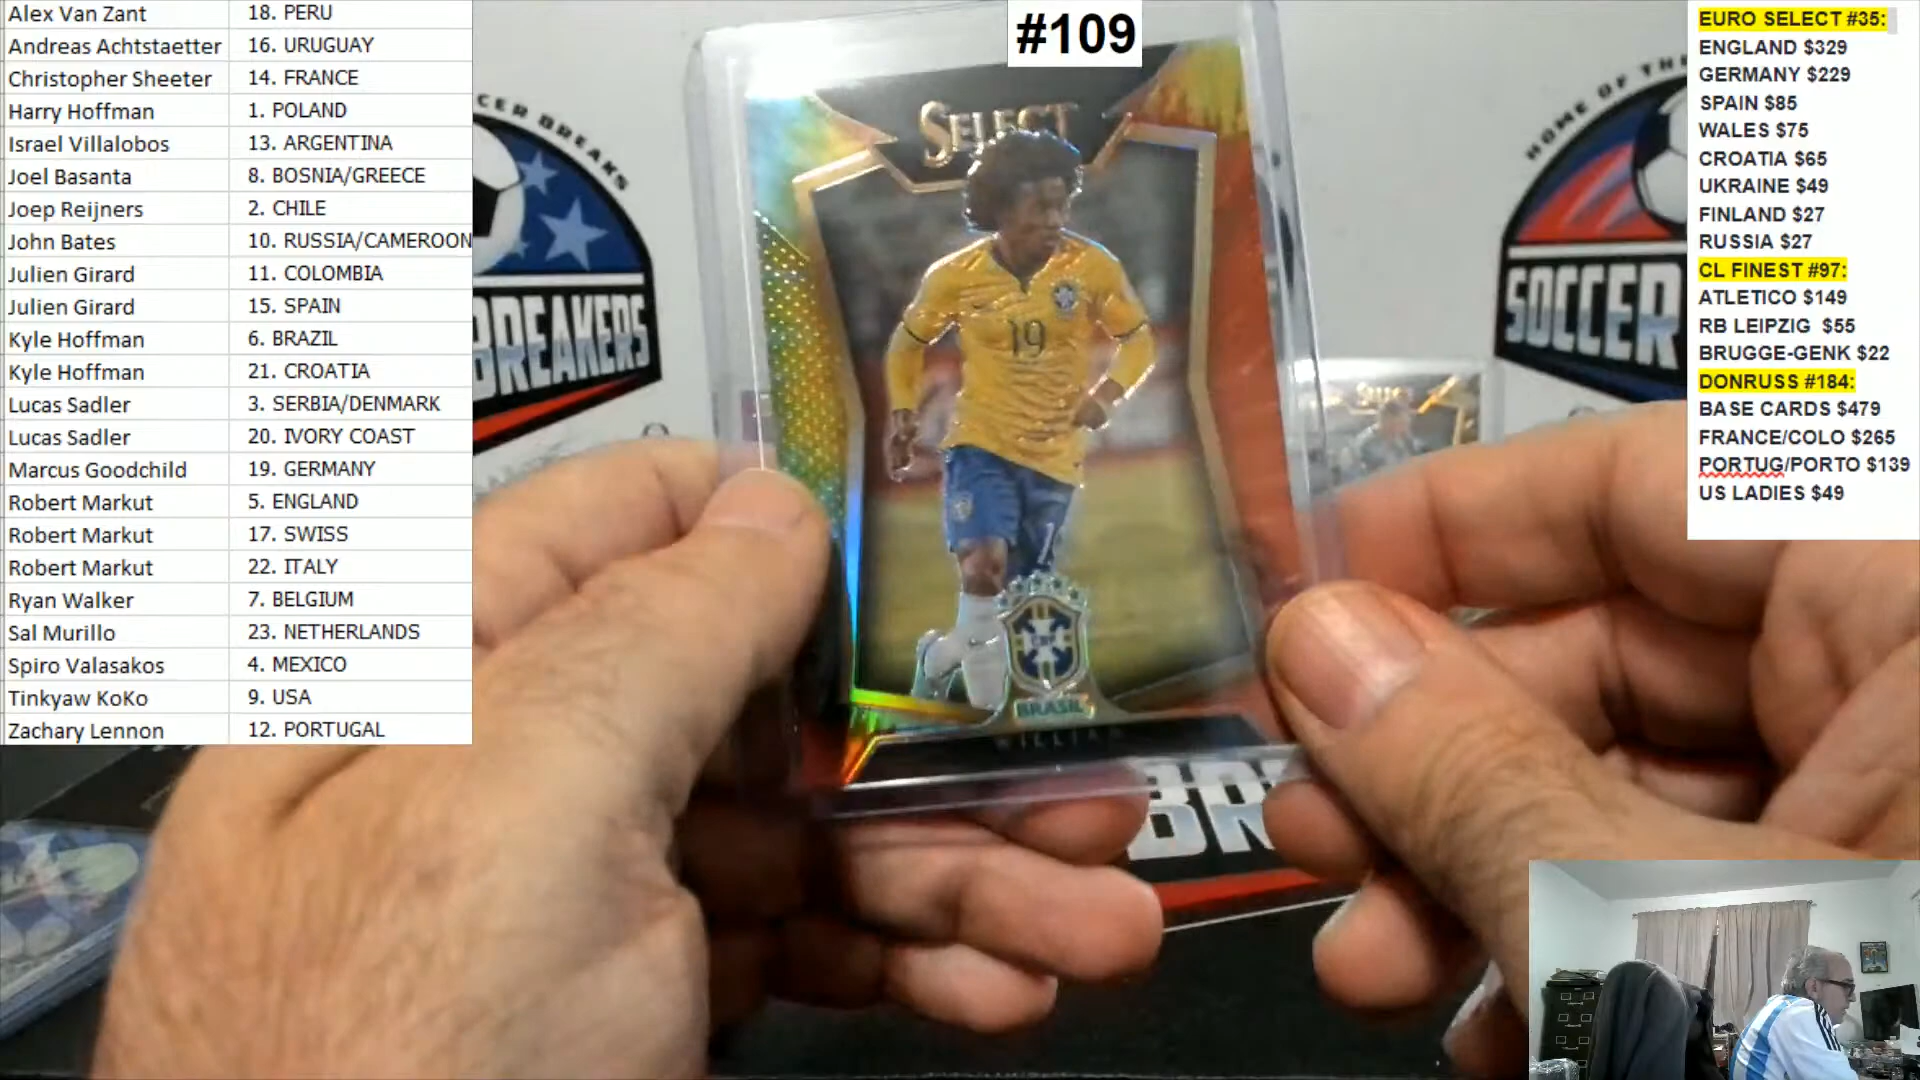 Alex Van Zant 18. PERU
Andreas Achtstaetter 16. URUGUAY
Christopher Sheeter 14. FRANCE
Harry Hoffman 1. POLAND
Israel Villalobos 13. ARGENTINA
Joel Basanta 8. BOSNIA/GREECE
Joep Reijners 2. CHILE
John Bates 10. RUSSIA/CAMEROON
Julien Girard 11. COLOMBIA
Julien Girard 15. SPAIN
Kyle Hoffman 6. BRAZIL
Kyle Hoffman 21. CROATIA
Lucas Sadler 3. SERBIA/DENMARK
Lucas Sadler 20. IVORY COAST
Marcus Goodchild 19. GERMANY
Robert Markut 5. ENGLAND
Robert Markut 17. SWISS
Robert Markut 22. ITALY
Ryan Walker 7. BELGIUM
Sal Murillo 23. NETHERLANDS
Spiro Valasakos 4. MEXICO
Tinkyaw KoKo 9. USA
Zachary Lennon 12. PORTUGAL
CER BREAKS
BREAKERS
#109
SELECT
19
CBF
BRASIL
WILLIAN
HOME OF THE
SOCCER
EURO SELECT #35:
ENGLAND $329
GERMANY $229
SPAIN $85
WALES $75
CROATIA $65
UKRAINE $49
FINLAND $27
RUSSIA $27
CL FINEST #97:
ATLETICO $149
RB LEIPZIG $55
BRUGGE-GENK $22
DONRUSS #184:
BASE CARDS $479
FRANCE/COLO $265
PORTUG/PORTO $139
US LADIES $49